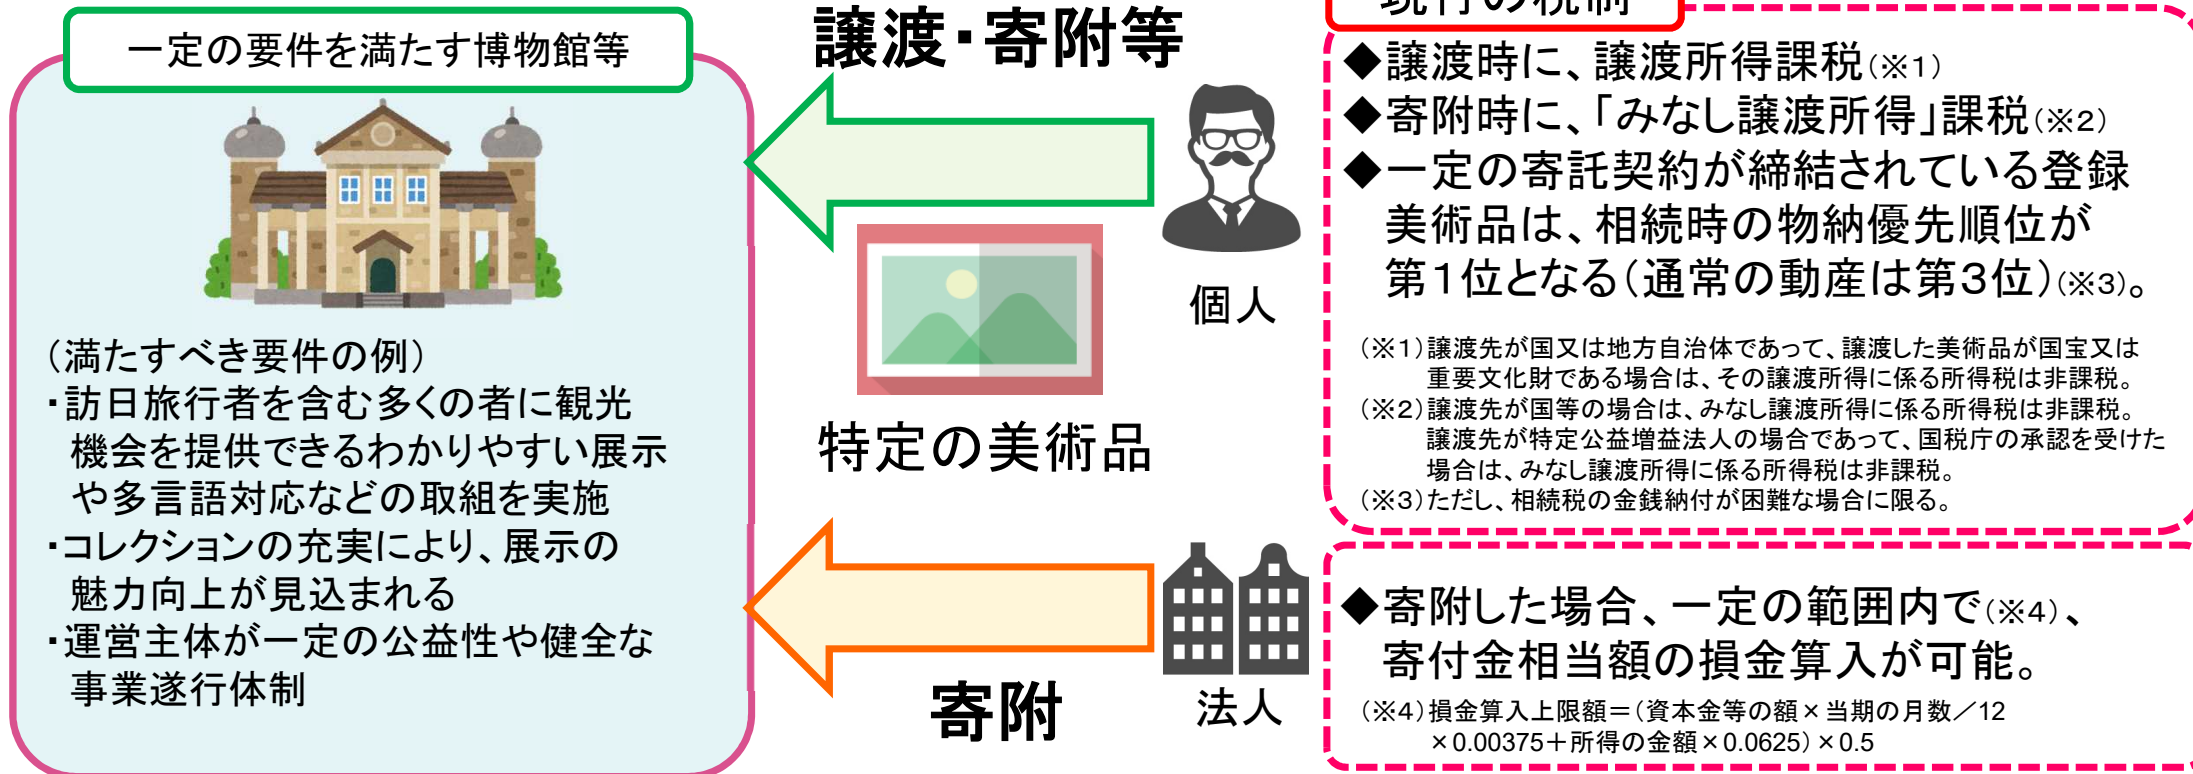 一定の要件を満たす博物館等
(満たすべき要件の例)
・訪日旅行者を含む多くの者に観光
機会を提供できるわかりやすい展示
や多言語対応などの取組を実施
・コレクションの充実により、展示の
魅力向上が見込まれる
・運営主体が一定の公益性や健全な
事業遂行体制
譲渡・寄附等
個人
特定の美術品
寄附
法人
現行の税制
◆譲渡時に、譲渡所得課税(※1)
◆寄附時に、「みなし譲渡所得」課税(※2)
◆一定の寄託契約が締結されている登録
美術品は、相続時の物納優先順位が
第1位となる(通常の動産は第3位)(※3)。
(※1)譲渡先が国又は地方自治体であって、譲渡した美術品が国宝又は
重要文化財である場合は、その譲渡所得に係る所得税は非課税。
(※2)譲渡先が国等の場合は、みなし譲渡所得に係る所得税は非課税。
譲渡先が特定公益増益法人の場合であって、国税庁の承認を受けた
場合は、みなし譲渡所得に係る所得税は非課税。
(※3)ただし、相続税の金銭納付が困難な場合に限る。
◆寄附した場合、一定の範囲内で(※4)、
寄付金相当額の損金算入が可能。
(※4)損金算入上限額=(資本金等の額×当期の月数/12
×0.00375+所得の金額×0.0625)×0.5